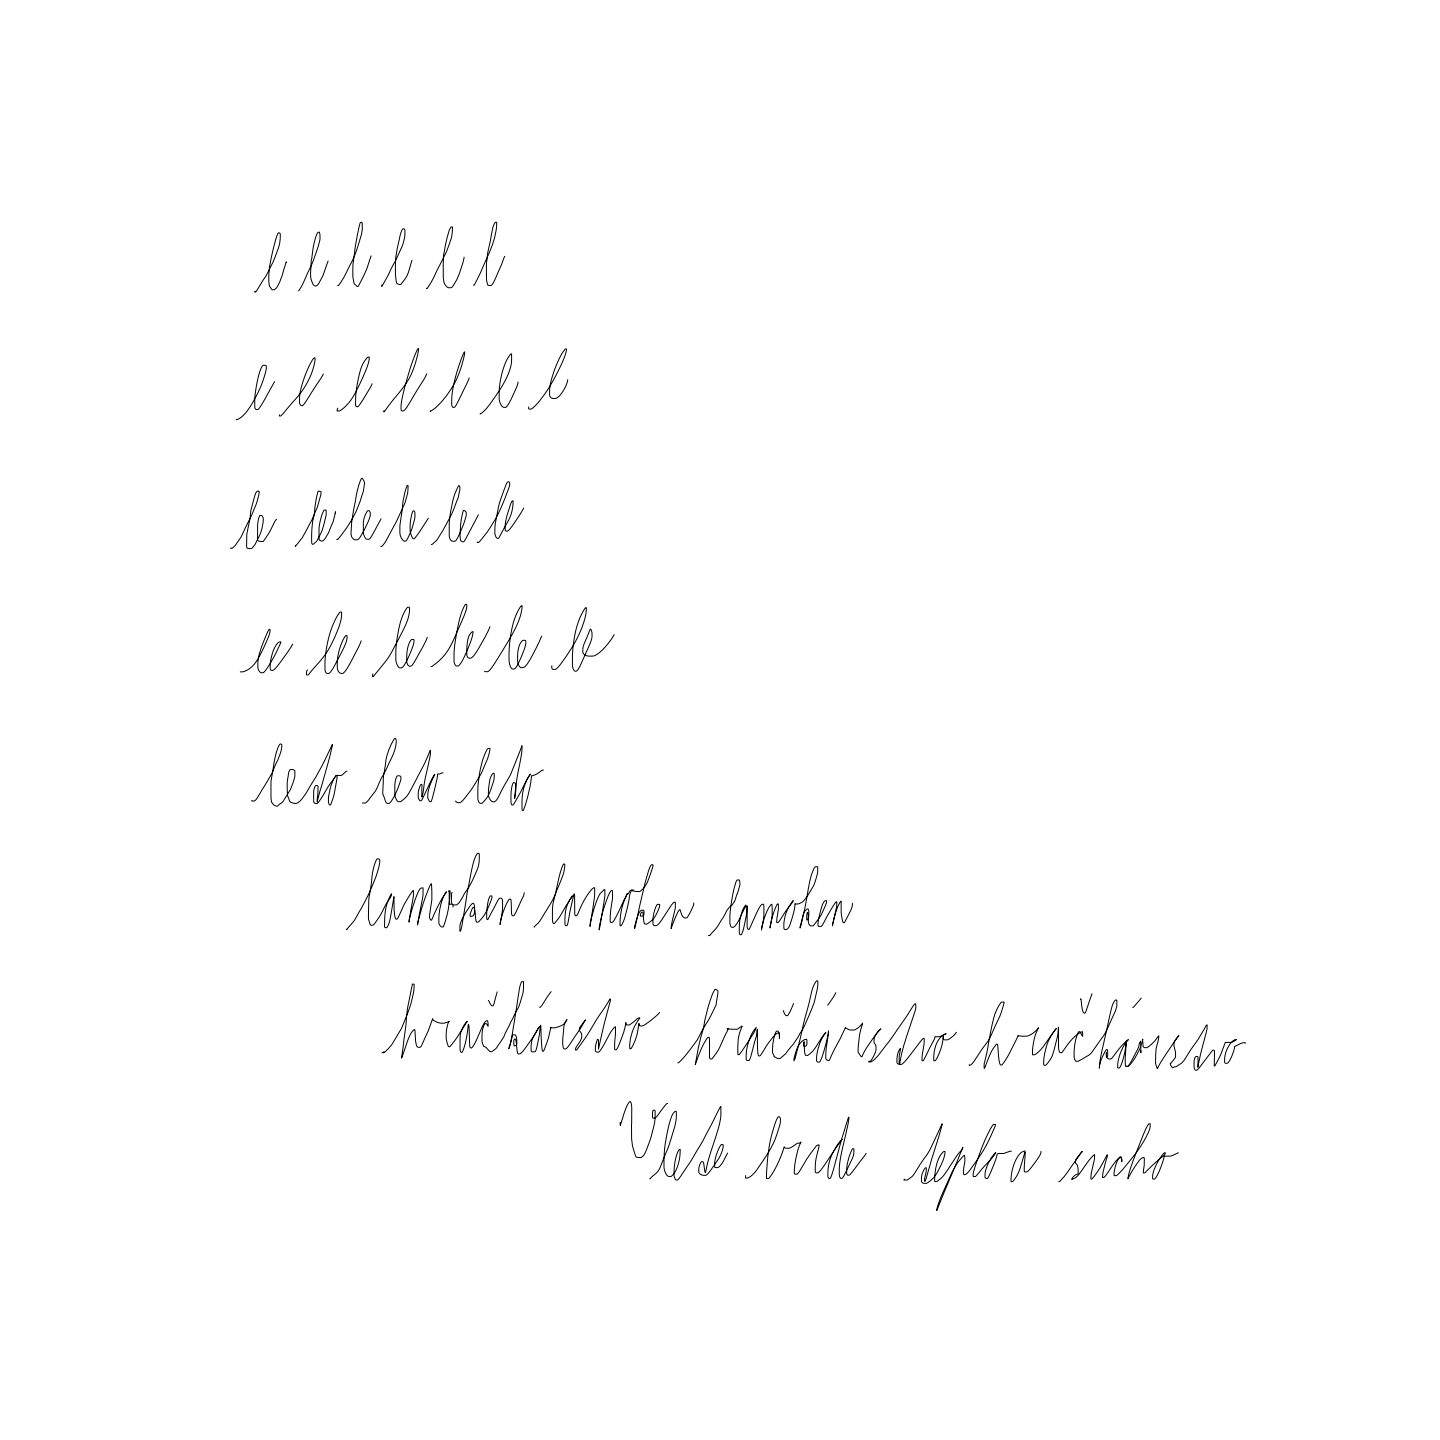 l l l l l l
l l l l l l l
le le le le le le
le le le le le le
leto leto leto
lamoken lamoken lamoken
hračkárstvo hračkárstvo hračkárstvo
V lete bude teplo a sucho